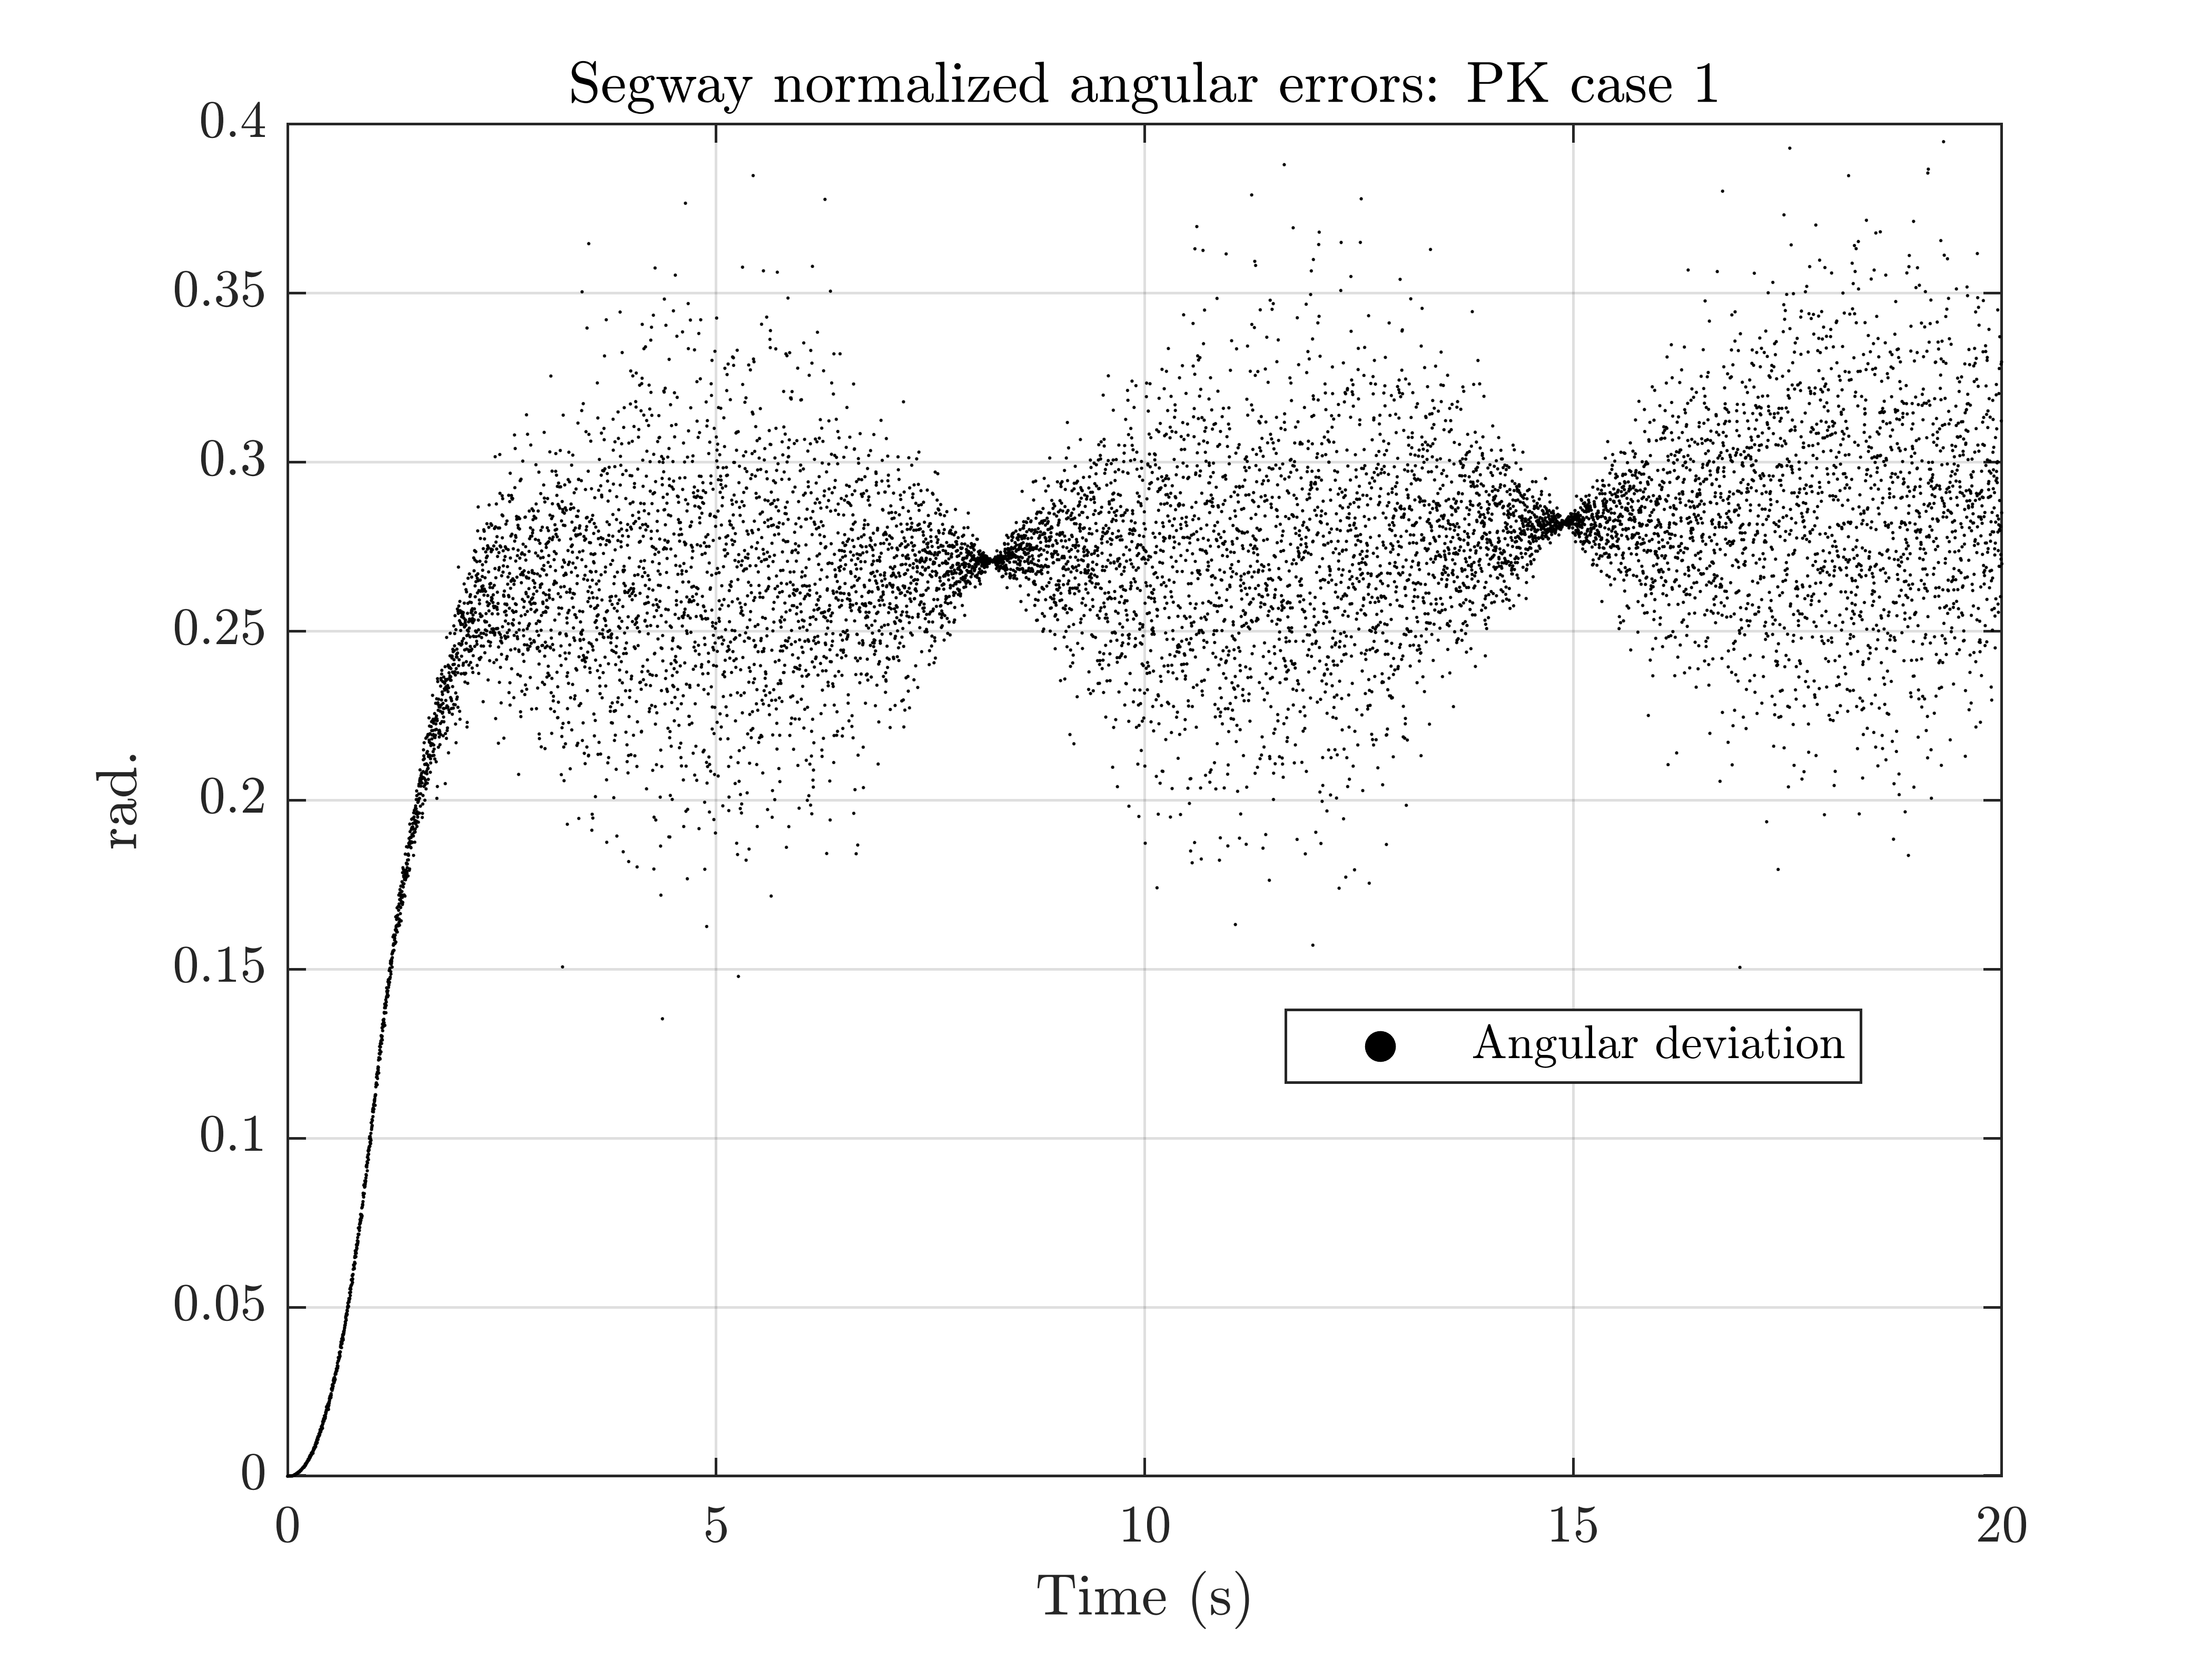 Segway normalized angular errors: PK case 1
0.4
0.35
0.3
0.25
0.2
0.15
0.1
0.05
0
rad.
Angular deviation
0 5 10 15 20
Time (s)